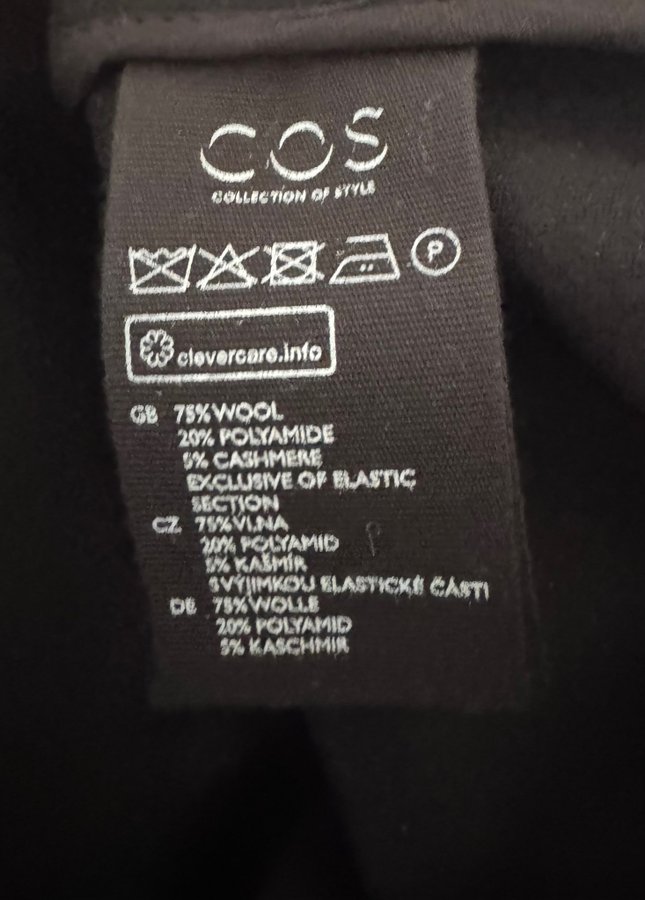 COS
COLLECTION OF STYLE
P
clevercare.info
GB 75% WOOL
20% POLYAMIDE
5% CASHMERE
EXCLUSIVE OF ELASTIC
SECTION
CZ 75% VLNA
20% POLYAMID
5% KAŠMÍR
S VÝJIMKOU ELASTICKÉ ČÁSTI
DE 75% WOLLE
20% POLYAMID
5% KASCHMIR